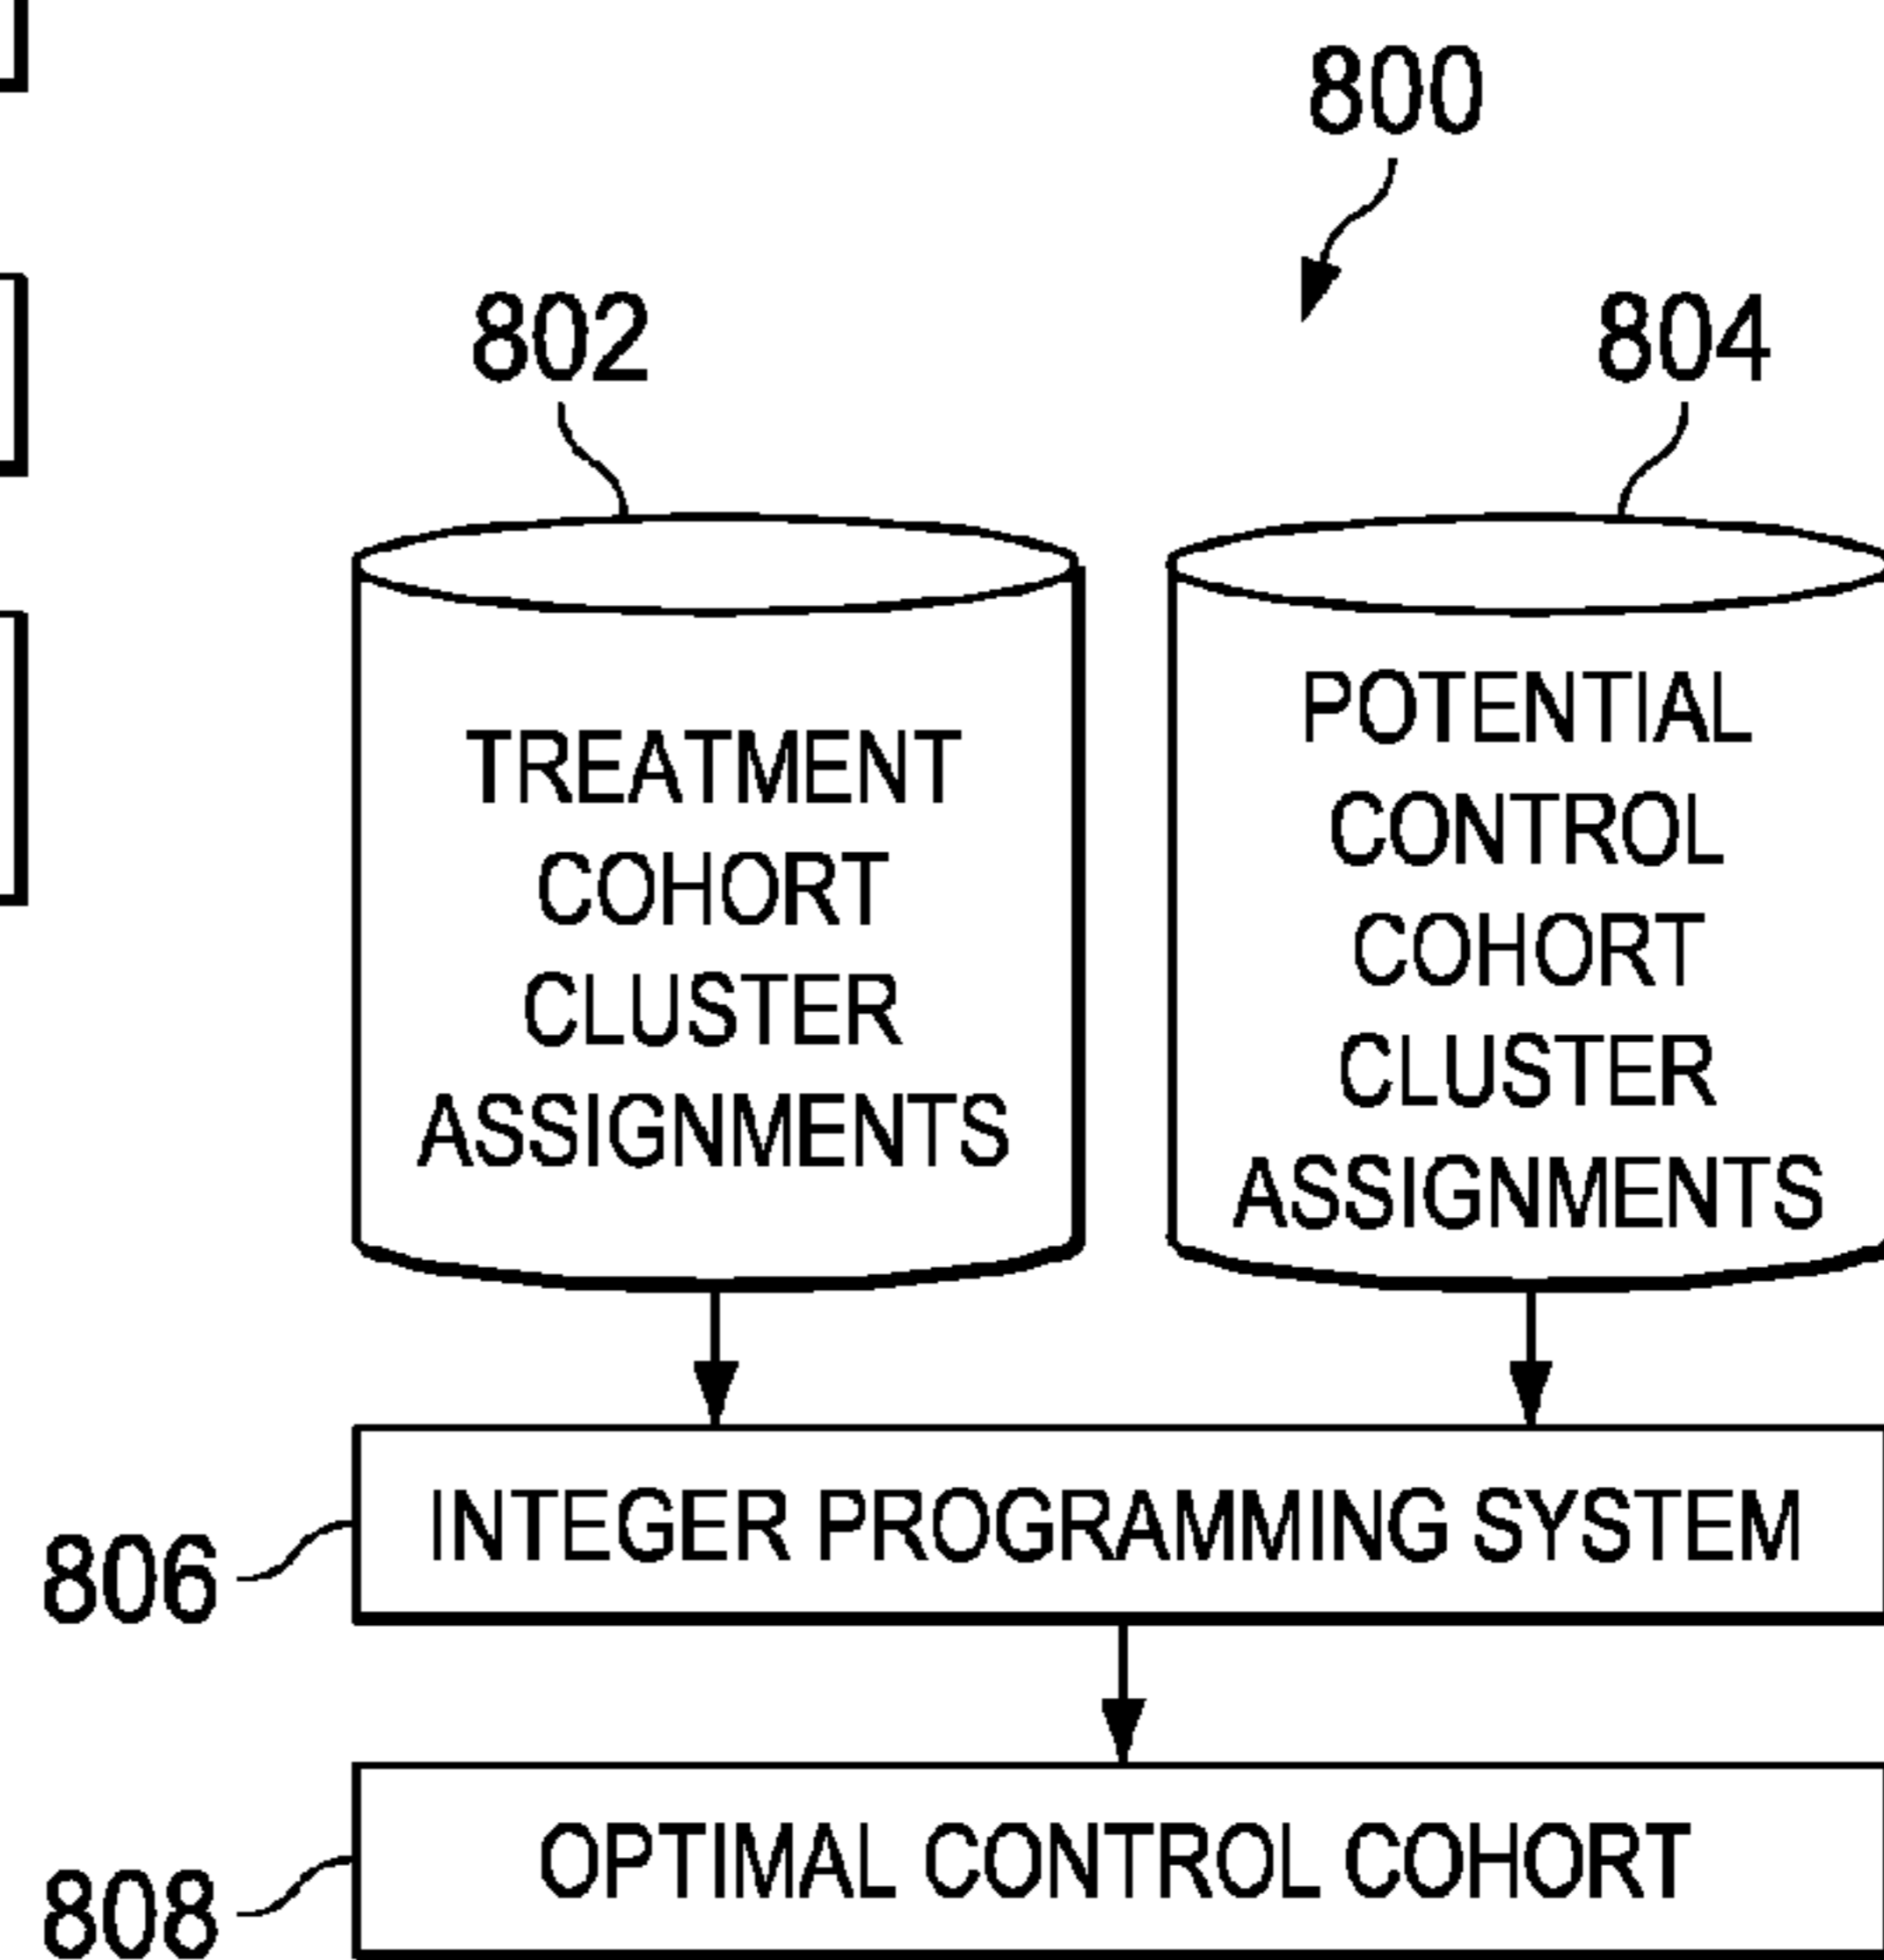 800
802
804
TREATMENT
COHORT
CLUSTER
ASSIGNMENTS
POTENTIAL
CONTROL
COHORT
CLUSTER
ASSIGNMENTS
806
INTEGER PROGRAMMING SYSTEM
808
OPTIMAL CONTROL COHORT